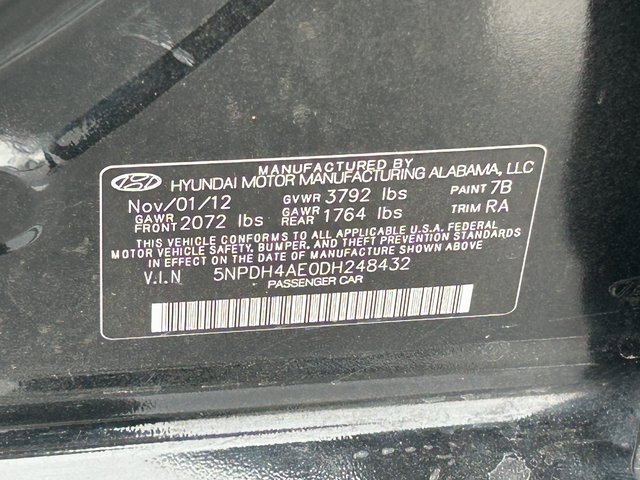 MANUFACTURED BY
HYUNDAI MOTOR MANUFACTURING ALABAMA, LLC
Nov/01/12 GVWR 3792 lbs PAINT 7B
GAWR FRONT 2072 lbs GAWR REAR 1764 lbs TRIM RA
THIS VEHICLE CONFORMS TO ALL APPLICABLE U.S.A. FEDERAL
MOTOR VEHICLE SAFETY, BUMPER, AND THEFT PREVENTION STANDARDS
IN EFFECT ON THE DATE OF MANUFACTURE SHOWN ABOVE
V.I.N 5NPDH4AE0DH248432
PASSENGER CAR